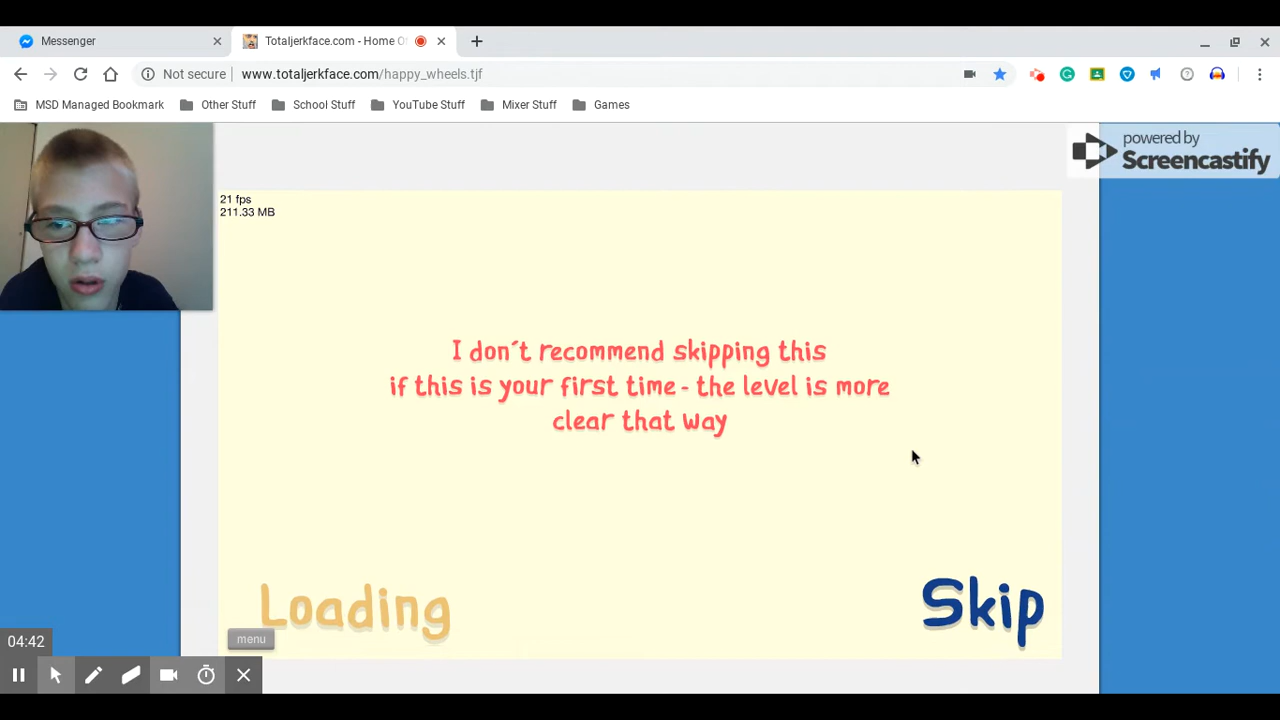 Messenger
Totaljerkface.com - Home O
Not secure
www.totaljerkface.com/happy_wheels.tjf
MSD Managed Bookmark
Other Stuff
School Stuff
YouTube Stuff
Mixer Stuff
Games
powered by
Screencastify
21 fps
211.33 MB
I don't recommend skipping this
if this is your first time - the level is more
clear that way
Loading
Skip
menu
04:42